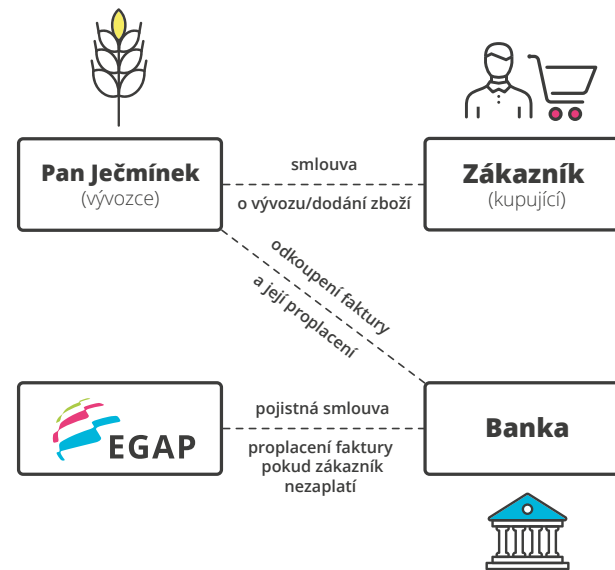 Pan Ječmínek
(vývozce)
smlouva
o vývozu/dodání zboží
Zákazník
(kupující)
odkoupení faktury
a její proplacení
EGAP
pojistná smlouva
proplacení faktury
pokud zákazník
nezaplatí
Banka